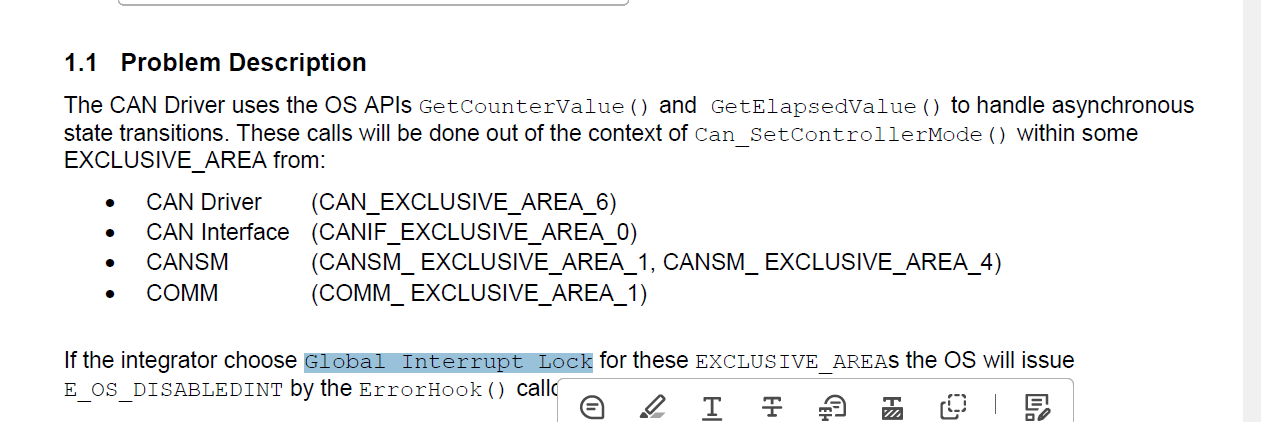 1.1 Problem Description
The CAN Driver uses the OS APIs GetCounterValue() and GetElapsedValue() to handle asynchronous
state transitions. These calls will be done out of the context of Can_SetControllerMode() within some
EXCLUSIVE_AREA from:
• CAN Driver (CAN_EXCLUSIVE_AREA_6)
• CAN Interface (CANIF_EXCLUSIVE_AREA_0)
• CANSM (CANSM_ EXCLUSIVE_AREA_1, CANSM_ EXCLUSIVE_AREA_4)
• COMM (COMM_ EXCLUSIVE_AREA_1)
If the integrator choose Global Interrupt Lock for these EXCLUSIVE_AREAs the OS will issue
E_OS_DISABLEDINT by the ErrorHook()